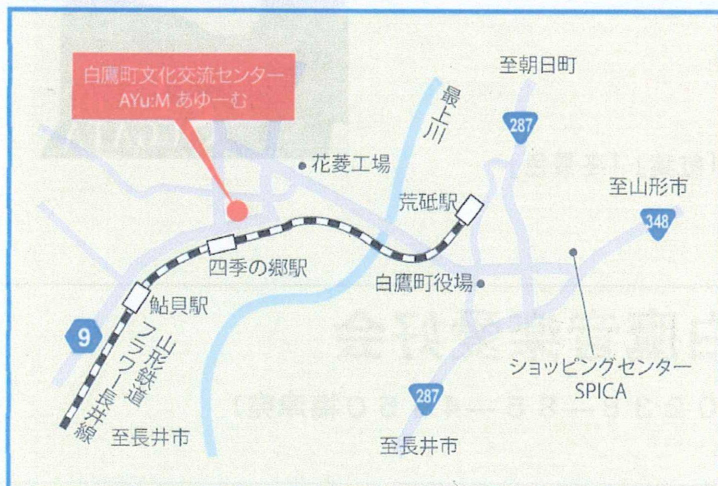 白鷹町文化交流センター
AYu:M あゆーむ
最上川
至朝日町
287
花菱工場
荒砥駅
至山形市
348
四季の郷駅
白鷹町役場
鮎貝駅
9
山形鉄道
フラワー長井線
ショッピングセンター
SPICA
287
至長井市
至長井市